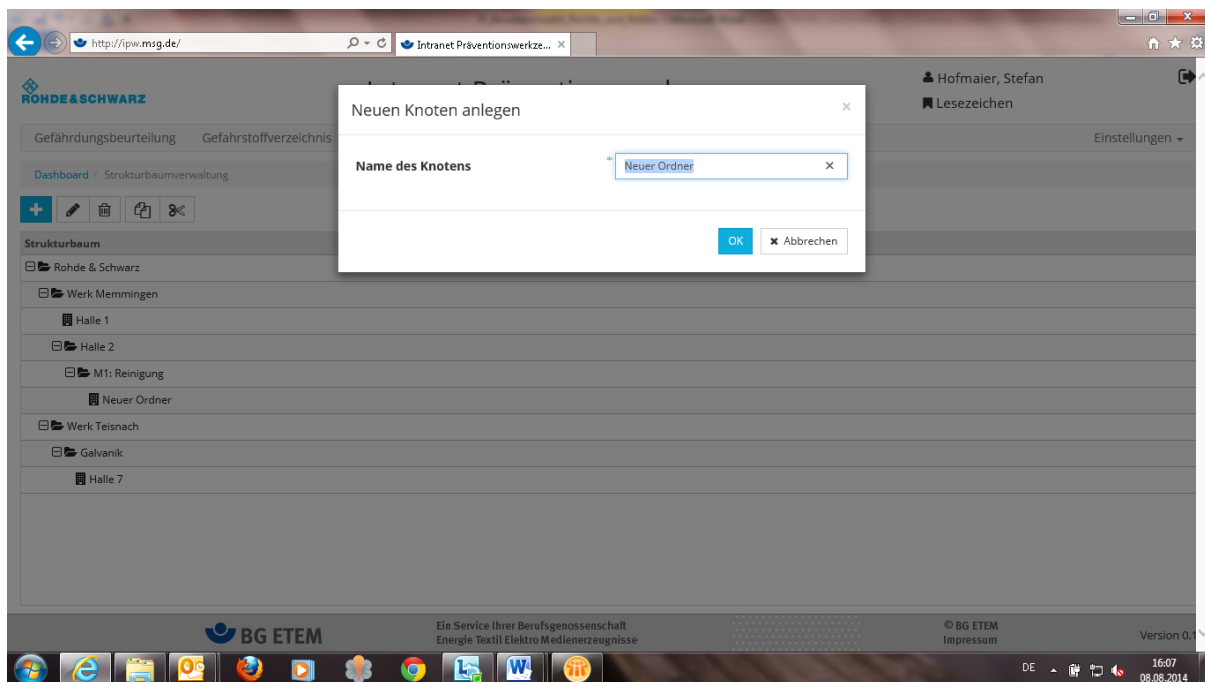 http://ipw.msg.de/
Intranet Präventionswerkze...
ROHDE&SCHWARZ
Hofmaier, Stefan
Lesezeichen
Gefährdungsbeurteilung Gefahrstoffverzeichnis
Einstellungen
Dashboard / Strukturbaumverwaltung
Neuen Knoten anlegen
Name des Knotens
* Neuer Ordner
OK Abbrechen
Strukturbaum
Rohde & Schwarz
Werk Memmingen
Halle 1
Halle 2
M1: Reinigung
Neuer Ordner
Werk Teisnach
Galvanik
Halle 7
BG ETEM
Ein Service Ihrer Berufsgenossenschaft
Energie Textil Elektro Medienerzeugnisse
© BG ETEM
Impressum
Version 0.1
DE
16:07
08.08.2014